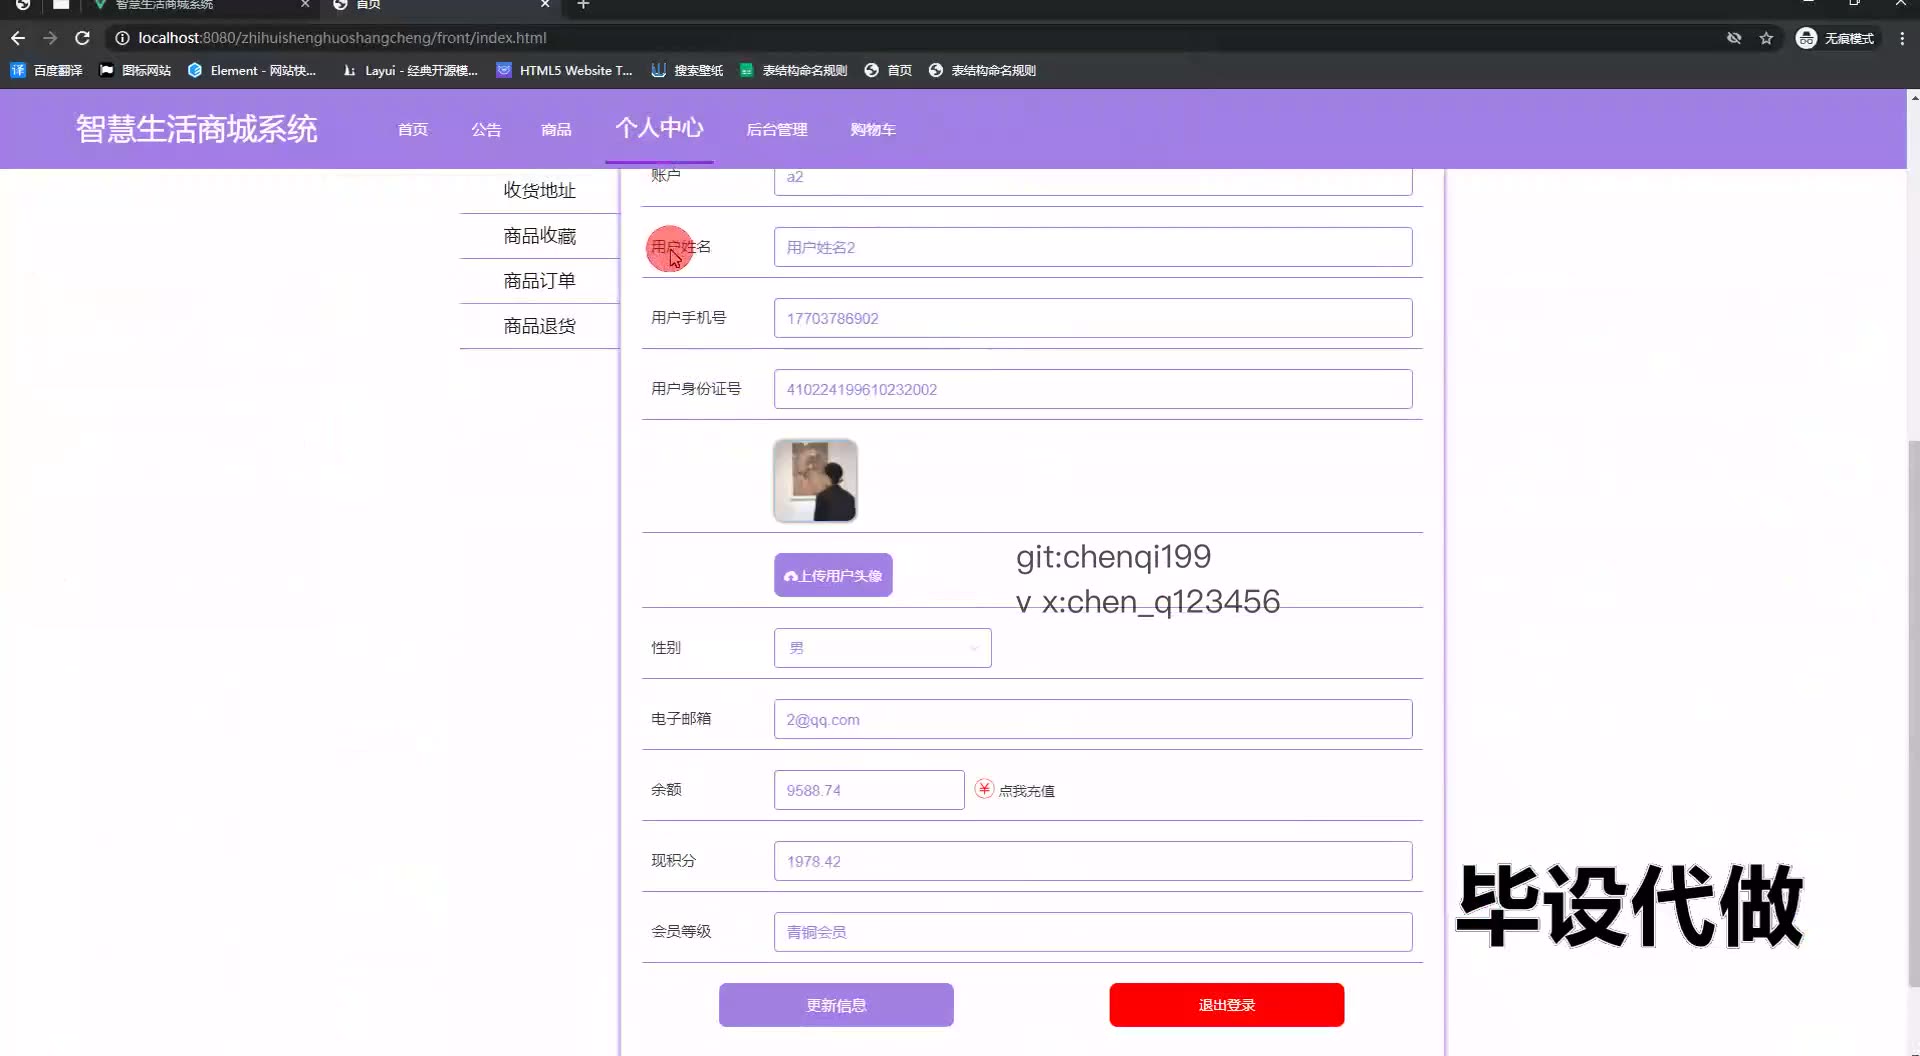 智慧生活商城系统
首页
localhost:8080/zhihuishenghuoshangcheng/front/index.html
无痕模式
百度翻译
图标网站
Element - 网站快...
Layui - 经典开源模...
HTML5 Website T...
搜索壁纸
表结构命名规则
首页
表结构命名规则
智慧生活商城系统
首页
公告
商品
个人中心
后台管理
购物车
收货地址
商品收藏
商品订单
商品退货
账户 a2
用户姓名 用户姓名2
用户手机号 17703786902
用户身份证号 410224199610232002
上传用户头像
git:chenqi199
v x:chen_q123456
性别 男
电子邮箱 2@qq.com
余额 9588.74 点我充值
现积分 1978.42
会员等级 青铜会员
更新信息
退出登录
毕设代做